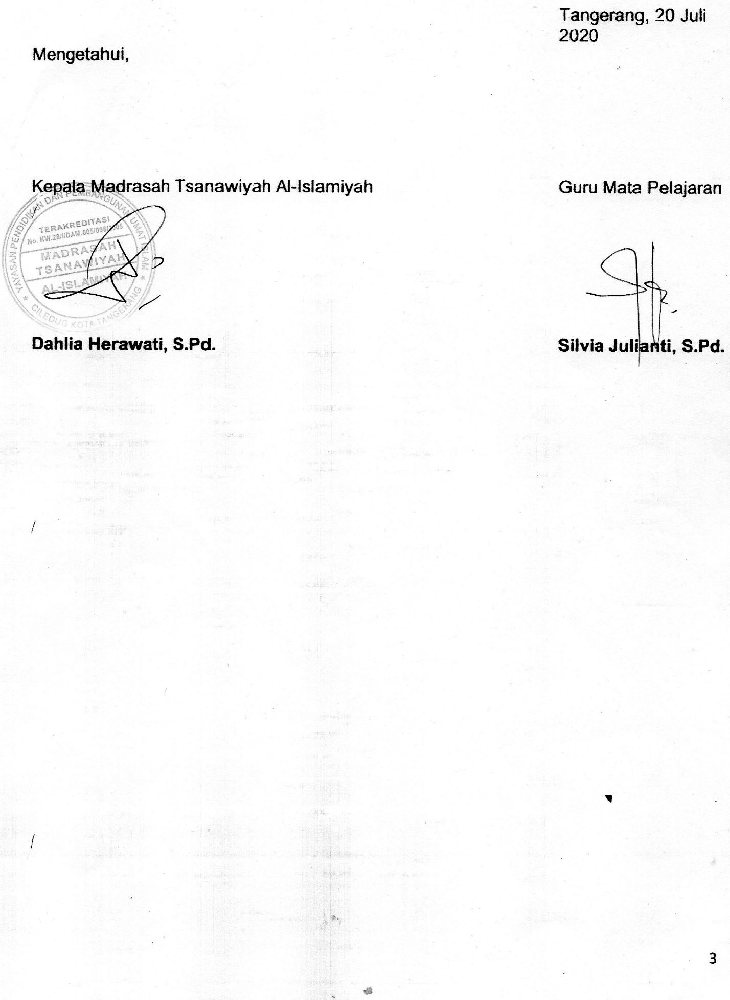 Tangerang, 20 Juli
2020
Mengetahui,
Kepala Madrasah Tsanawiyah Al-Islamiyah
Guru Mata Pelajaran
YAYASAN PENDIDIKAN DAN PEMBANGUNAN UMAT ISLAM
TERAKREDITASI
No. KW.28/I/DAM.005/098/2005
MADRASAH
TSANAWIYAH
AL-ISLAMIYAH
CILEDUG KOTA TANGERANG
Dahlia Herawati, S.Pd.
Silvia Julianti, S.Pd.
3